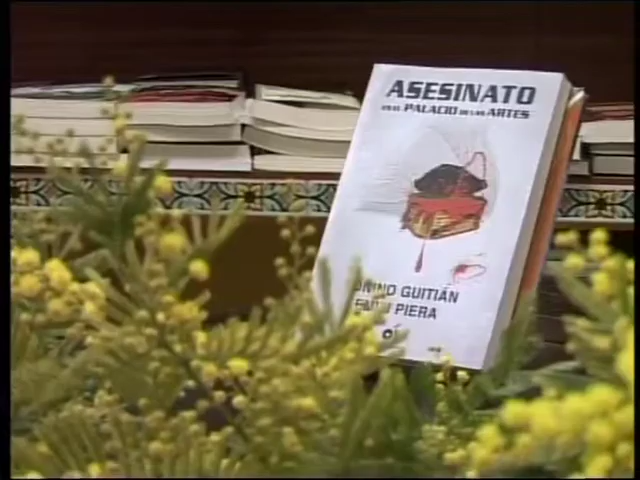 ASESINATO
EN EL PALACIO DE LAS ARTES
GUITIÁN
PIERA